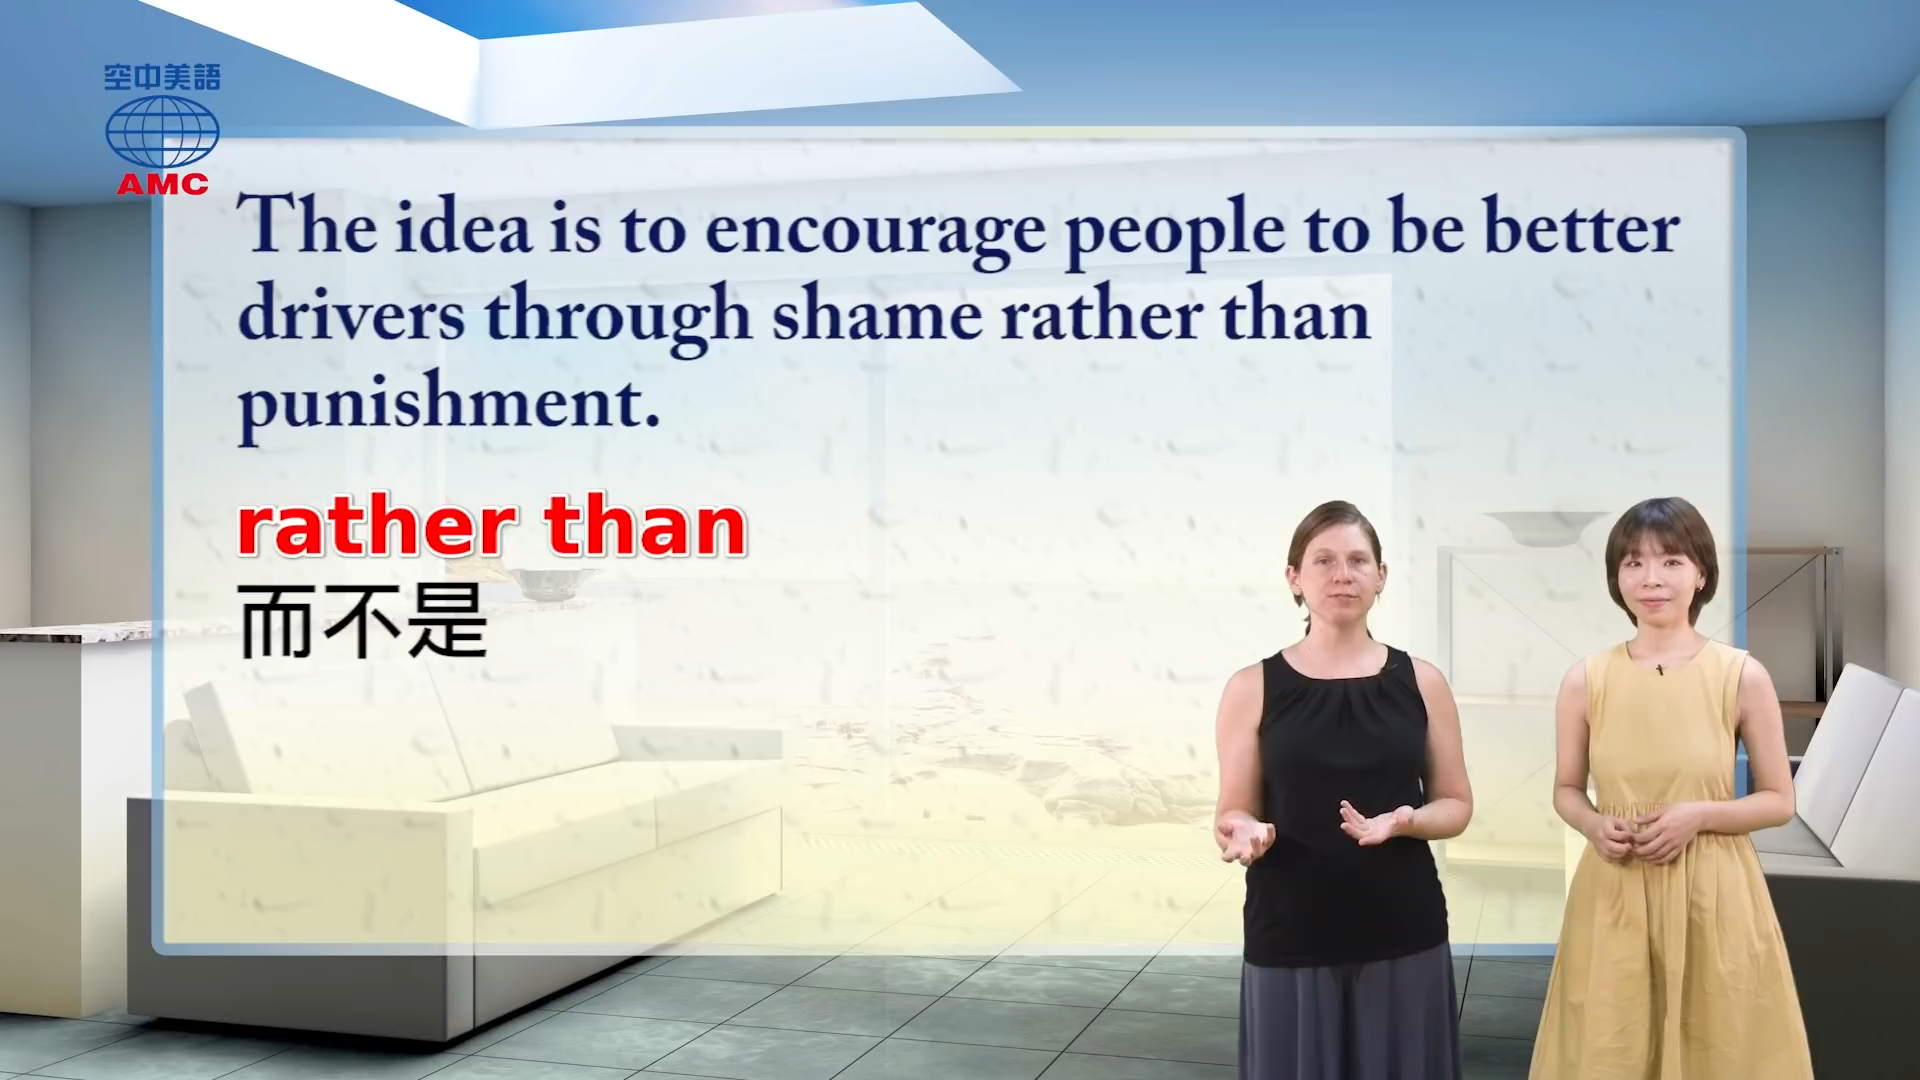 空中美語
AMC
The idea is to encourage people to be better
drivers through shame rather than
punishment.
rather than
而不是